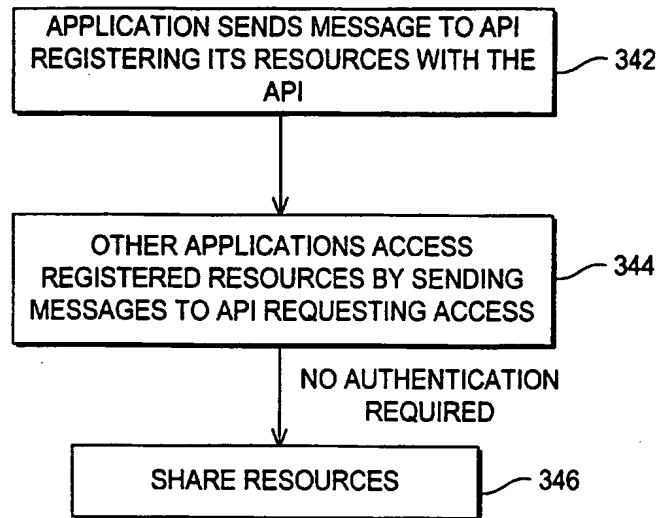 APPLICATION SENDS MESSAGE TO API
REGISTERING ITS RESOURCES WITH THE
API
342
OTHER APPLICATIONS ACCESS
REGISTERED RESOURCES BY SENDING
MESSAGES TO API REQUESTING ACCESS
344
NO AUTHENTICATION
REQUIRED
SHARE RESOURCES
346